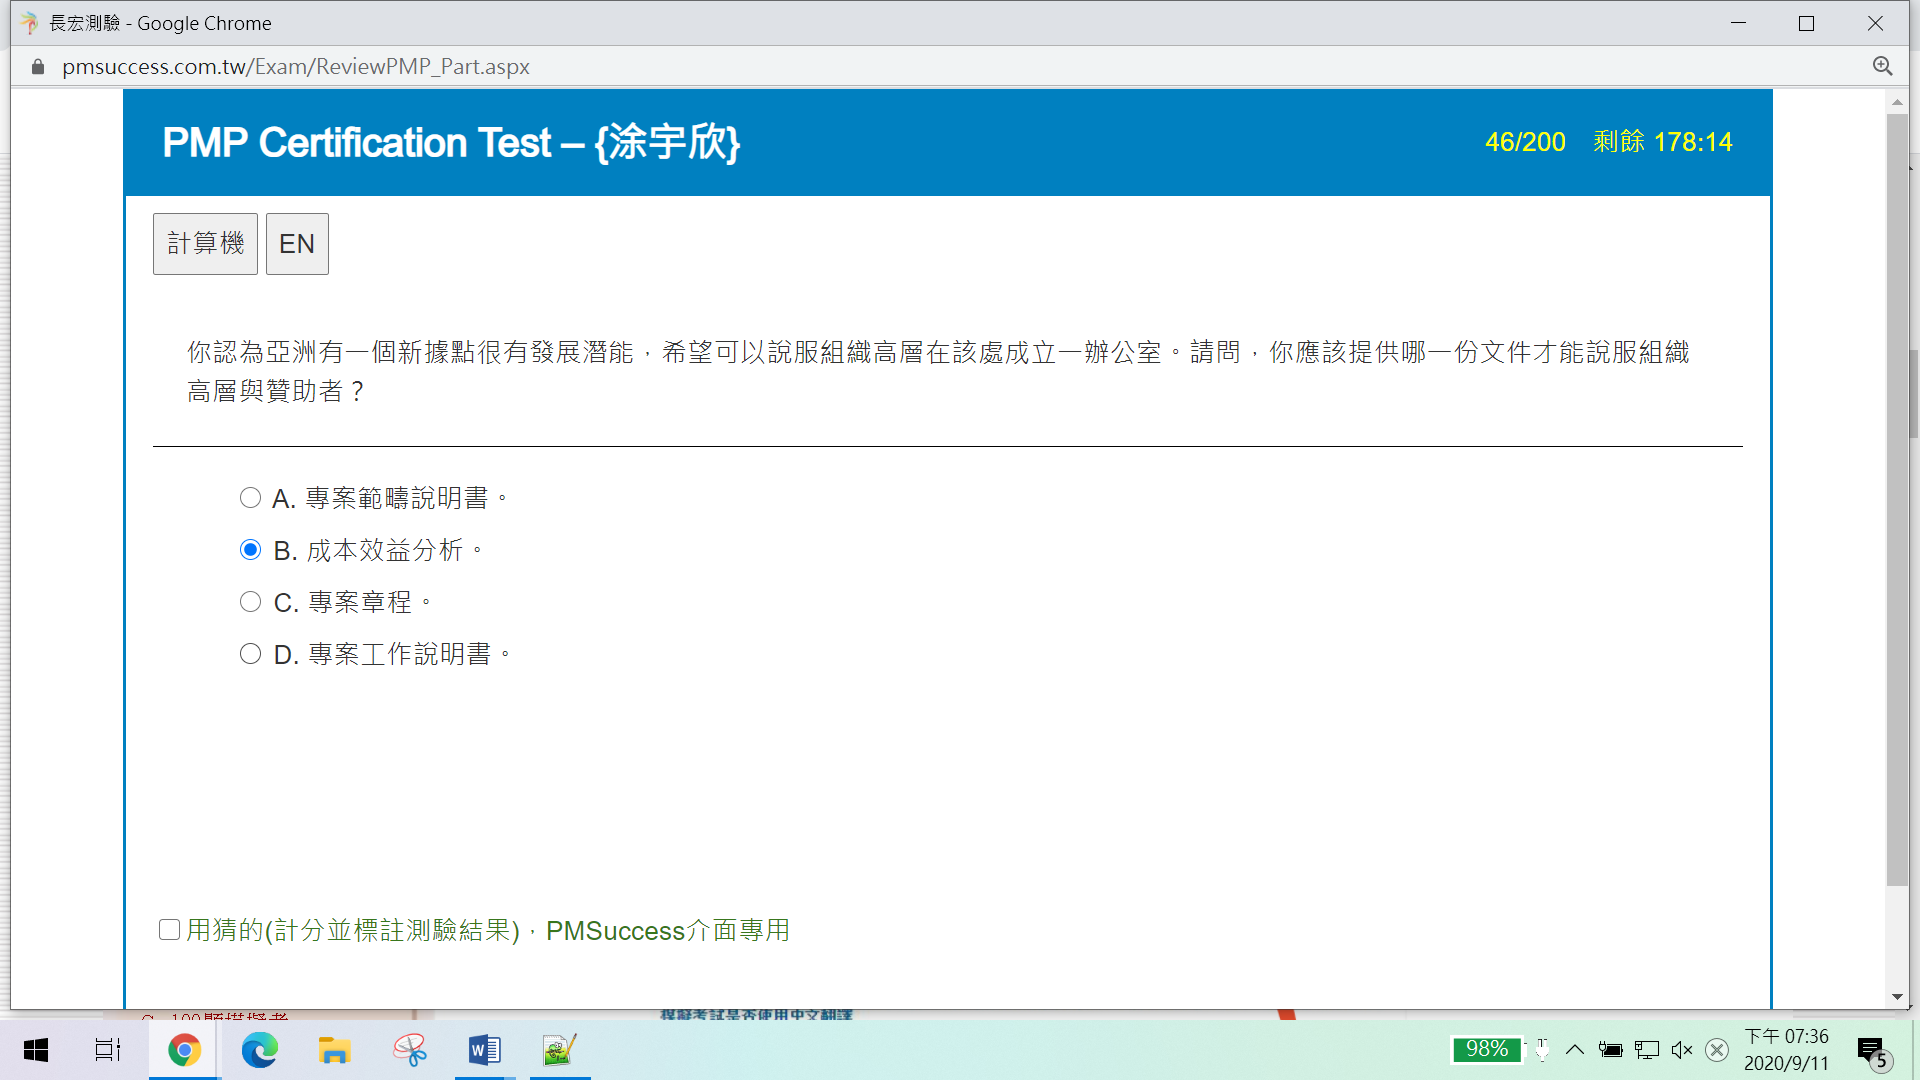 長宏測驗 - Google Chrome
pmsuccess.com.tw/Exam/ReviewPMP_Part.aspx
PMP Certification Test – {涂宇欣}
46/200 剩餘 178:14
計算機 EN
你認為亞洲有一個新據點很有發展潛能，希望可以說服組織高層在該處成立一辦公室。請問，你應該提供哪一份文件才能說服組織
高層與贊助者？
A. 專案範疇說明書。
B. 成本效益分析。
C. 專案章程。
D. 專案工作說明書。
用猜的(計分並標註測驗結果)，PMSuccess介面專用
98%
下午 07:36
2020/9/11
5